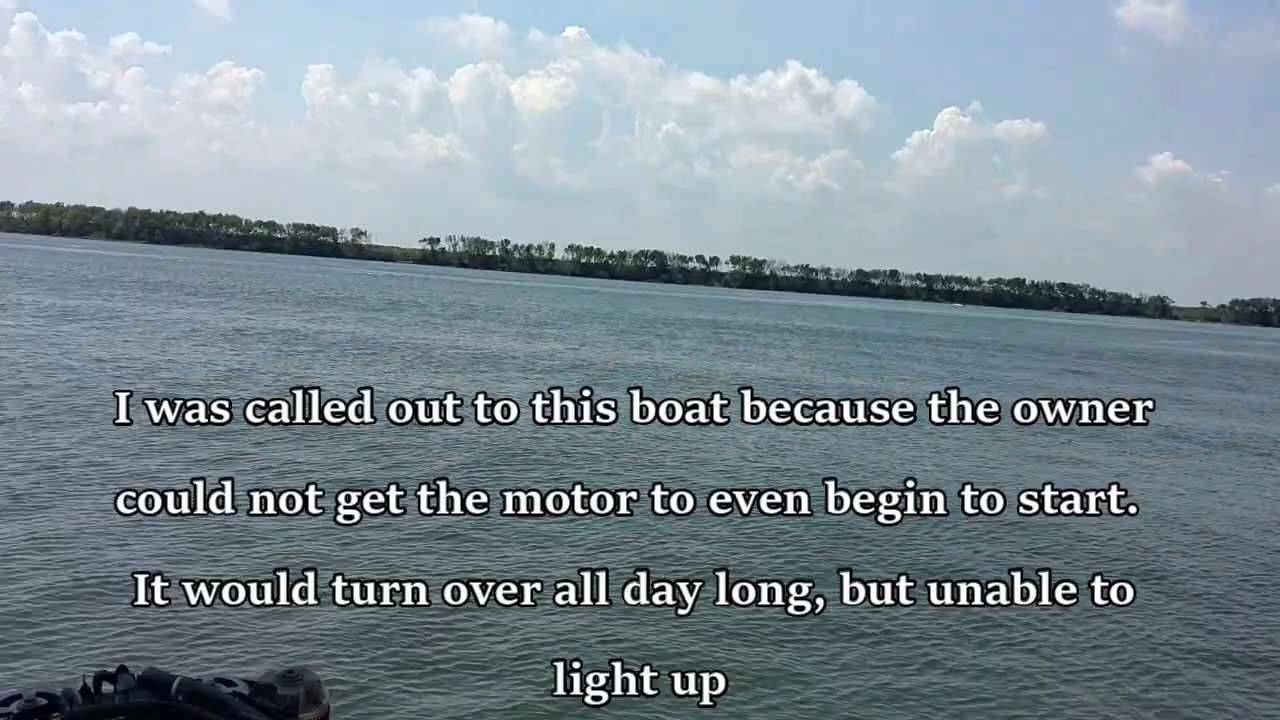 I was called out to this boat because the owner
could not get the motor to even begin to start.
It would turn over all day long, but unable to
light up